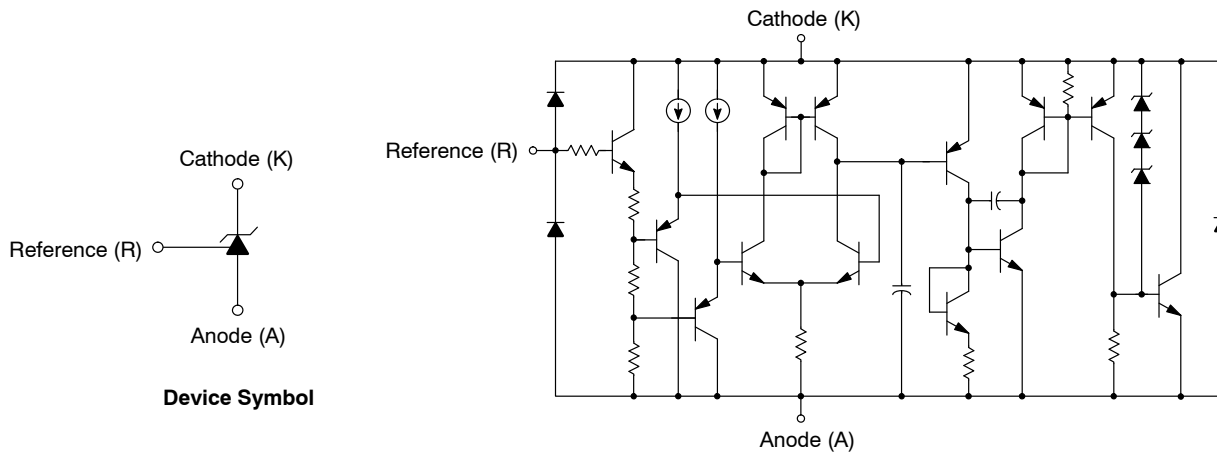 Cathode (K)
Reference (R)
Anode (A)
Device Symbol
Cathode (K)
Reference (R)
Anode (A)